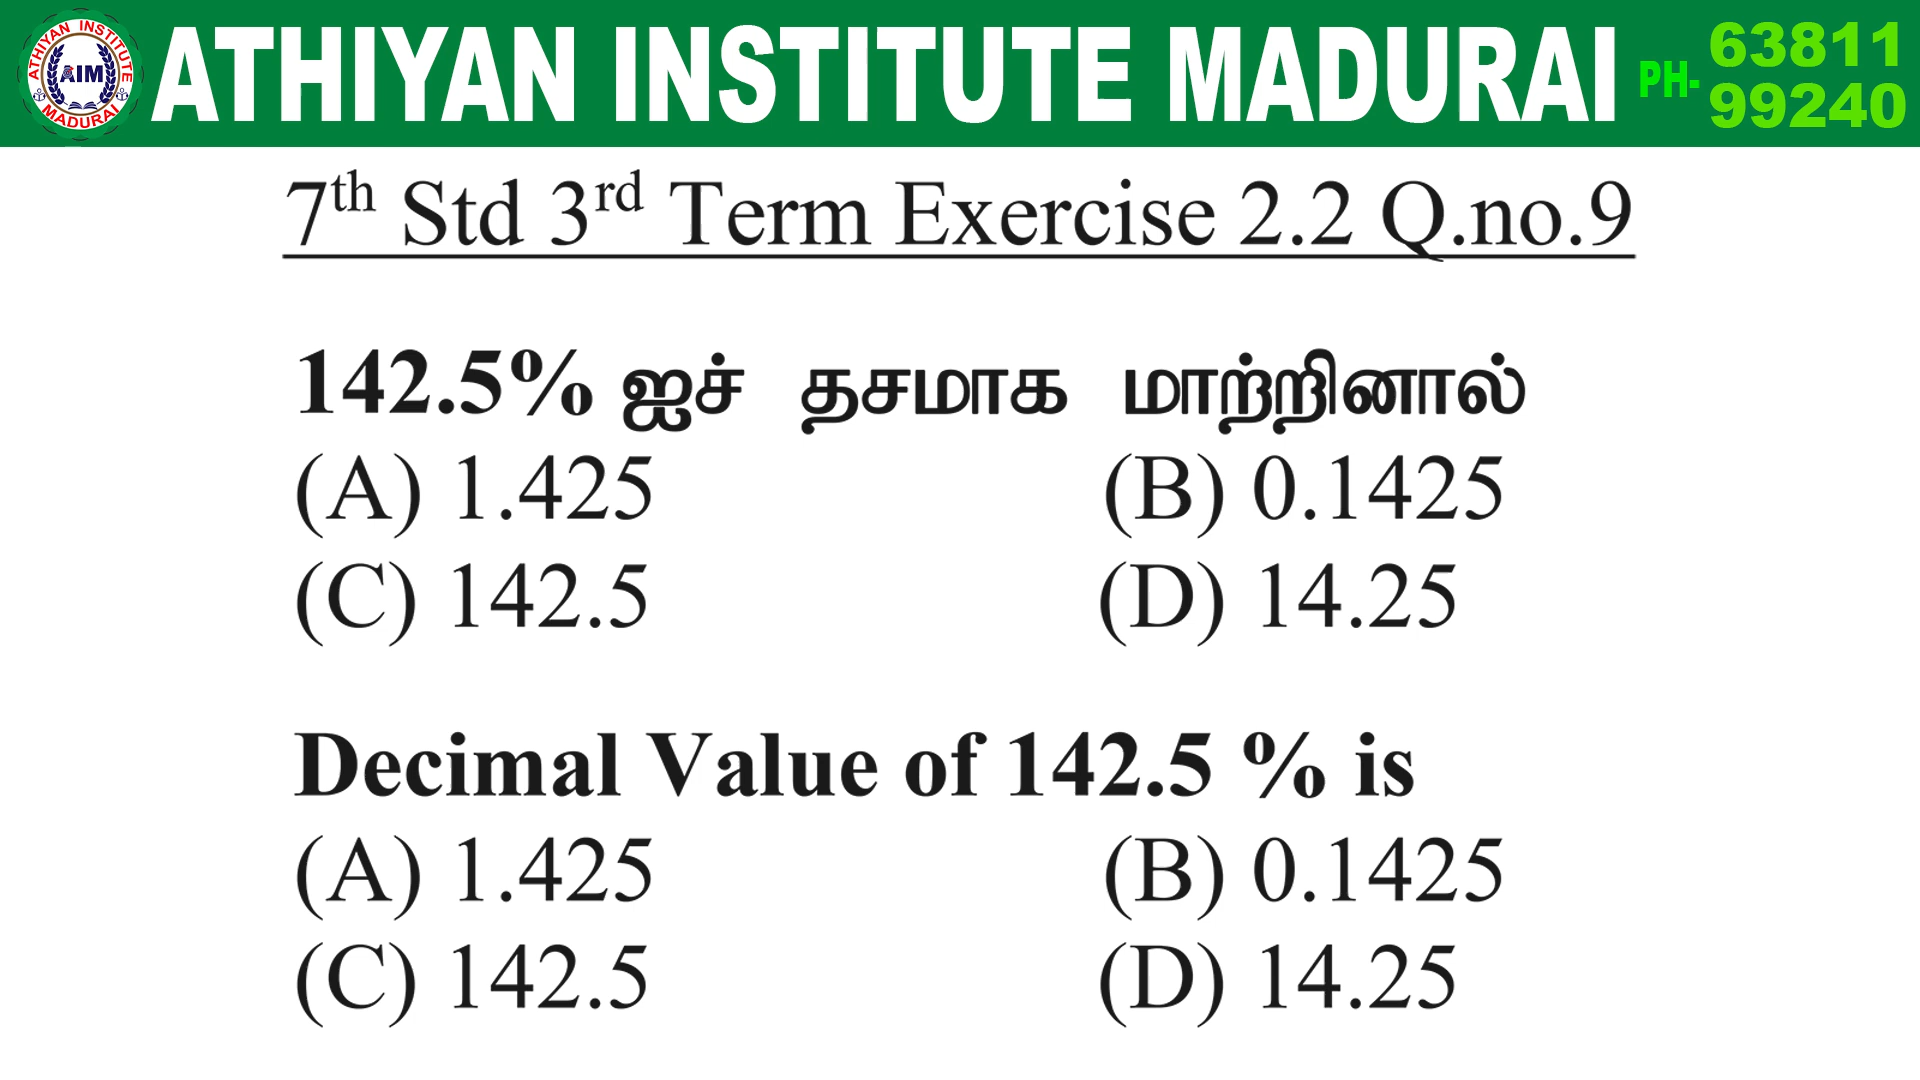 ATHIYAN INSTITUTE
AIM
MADURAI
ATHIYAN INSTITUTE MADURAI
PH-
63811
99240
7th Std 3rd Term Exercise 2.2 Q.no.9
142.5% ஐச் தசமாக மாற்றினால்
(A) 1.425 (B) 0.1425
(C) 142.5 (D) 14.25
Decimal Value of 142.5 % is
(A) 1.425 (B) 0.1425
(C) 142.5 (D) 14.25